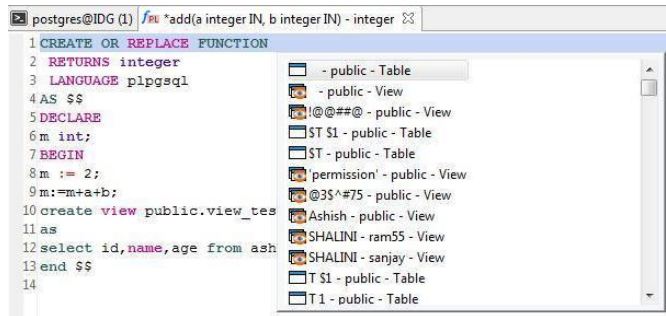 postgres@IDG (1) *add(a integer IN, b integer IN) - integer
1 CREATE OR REPLACE FUNCTION
2 RETURNS integer
3 LANGUAGE plpgsql
4 AS $$
5 DECLARE
6 m int;
7 BEGIN
8 m := 2;
9 m:=m+a+b;
10 create view public.view_tes
11 as
12 select id,name,age from ash
13 end $$
14
- public - Table
- public - View
!@@##@ - public - View
$T $1 - public - Table
$T - public - Table
'permission' - public - View
@3$^#75 - public - View
Ashish - public - View
SHALINI - ram55 - View
SHALINI - sanjay - View
T $1 - public - Table
T 1 - public - Table